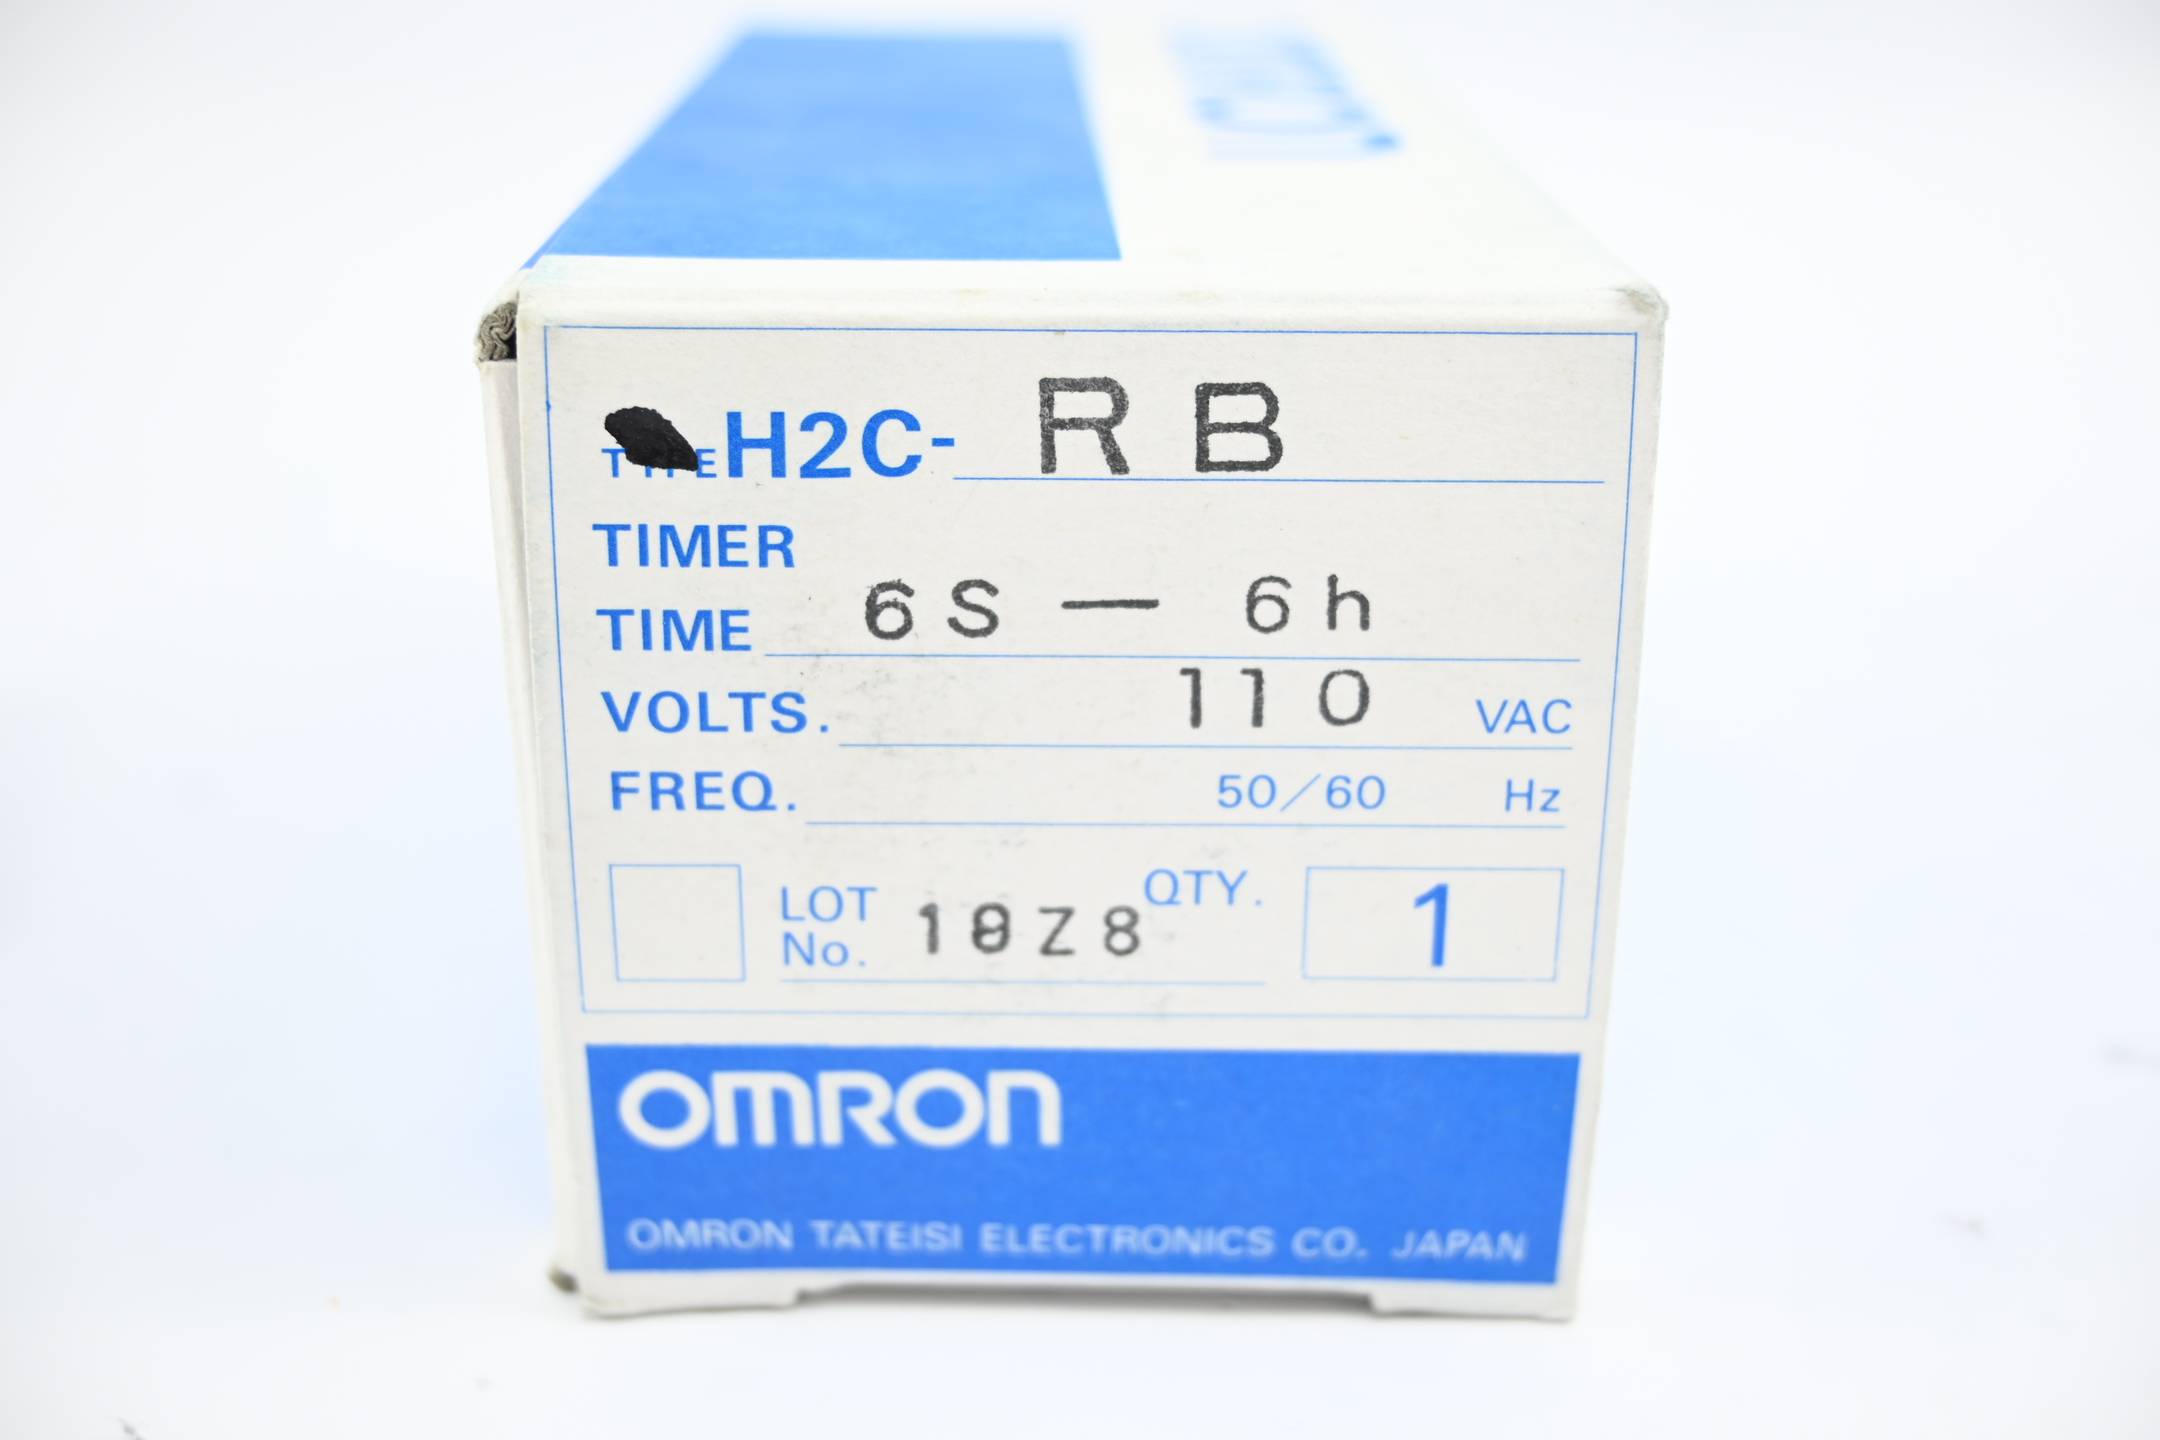 TYPE H2C- RB
TIMER
TIME 6S — 6h
VOLTS. 110 VAC
FREQ. 50/60 Hz
LOT No. QTY. 1
OMRON
OMRON TATEISI ELECTRONICS CO. JAPAN